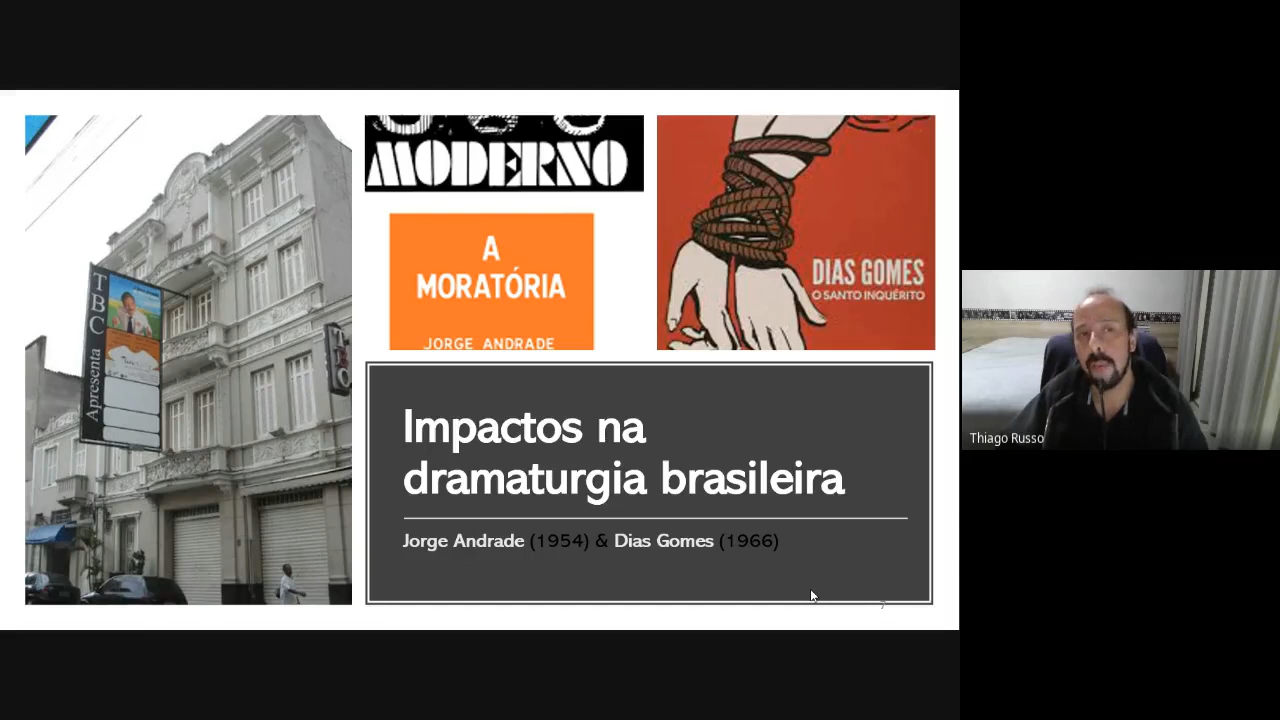 TBC
Apresenta
MODERNO
A
MORATÓRIA
JORGE ANDRADE
DIAS GOMES
O SANTO INQUÉRITO
Impactos na
dramaturgia brasileira
Jorge Andrade (1954) & Dias Gomes (1966)
7
Thiago Russo